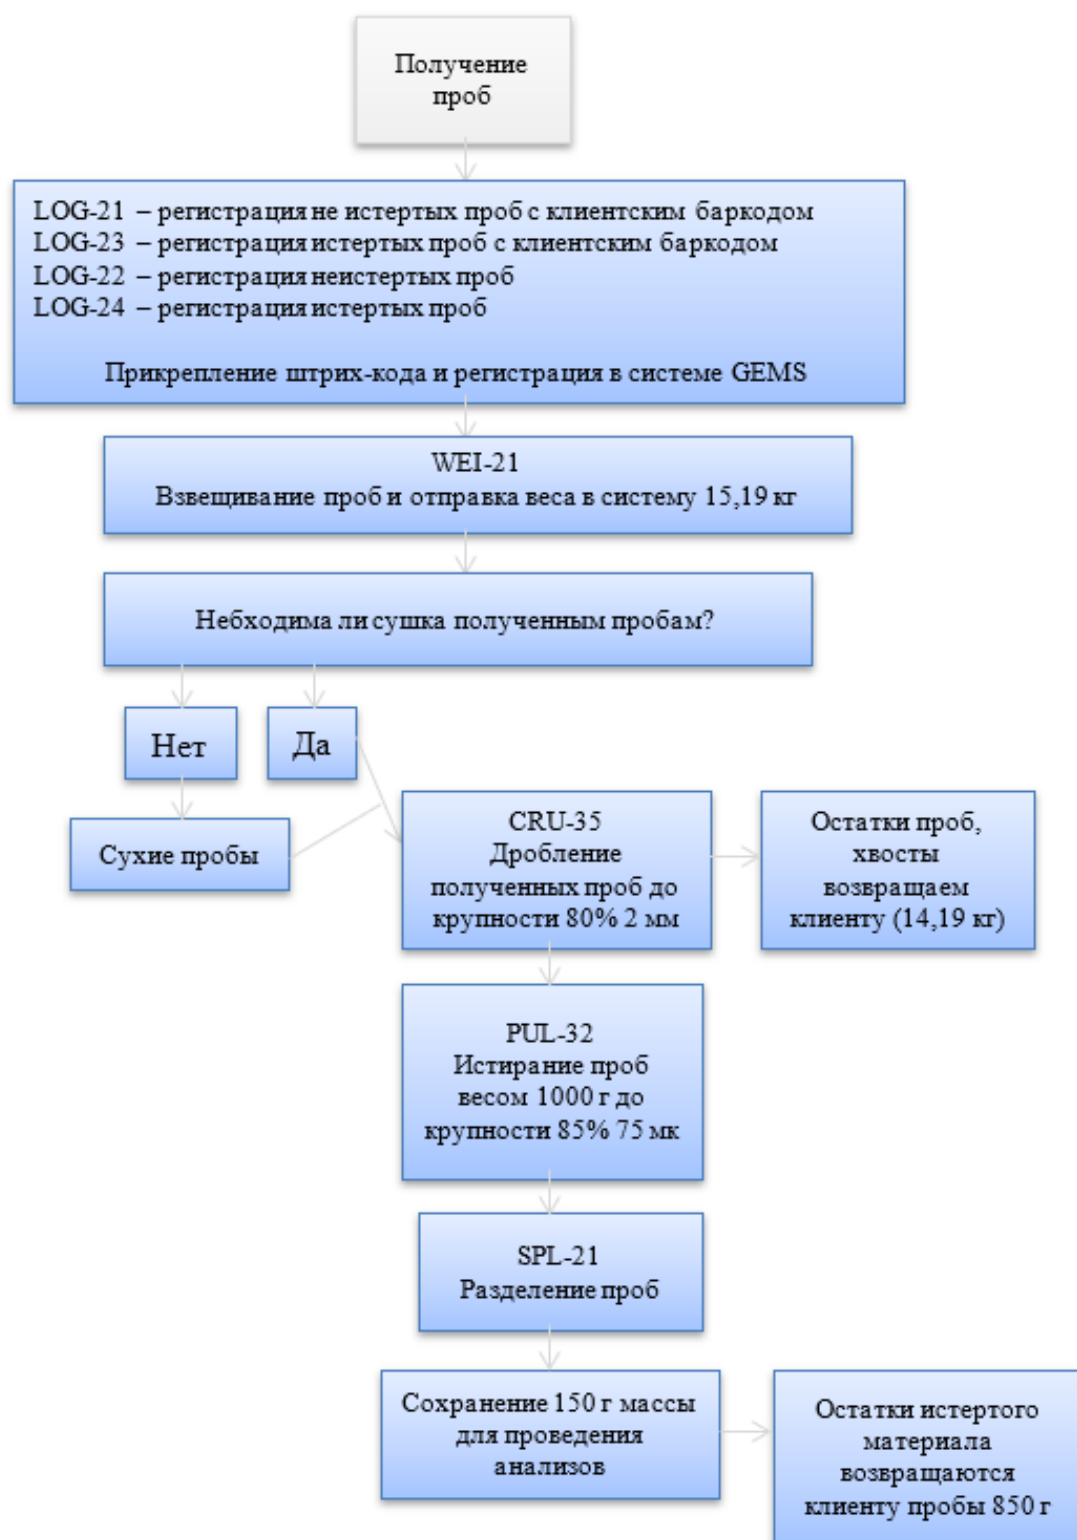 Получение
проб
LOG-21 – регистрация не истертых проб с клиентским баркодом
LOG-23 – регистрация истертых проб с клиентским баркодом
LOG-22 – регистрация неистертых проб
LOG-24 – регистрация истертых проб
Прикрепление штрих-кода и регистрация в системе GEMS
WEI-21
Взвещивание проб и отправка веса в систему 15,19 кг
Небходима ли сушка полученным пробам?
Нет
Да
Сухие пробы
CRU-35
Дробление
полученных проб до
крупности 80% 2 мм
Остатки проб,
хвосты
возвращаем
клиенту (14,19 кг)
PUL-32
Истирание проб
весом 1000 г до
крупности 85% 75 мк
SPL-21
Разделение проб
Сохранение 150 г массы
для проведения
анализов
Остатки истертого
материала
возвращаются
клиенту пробы 850 г